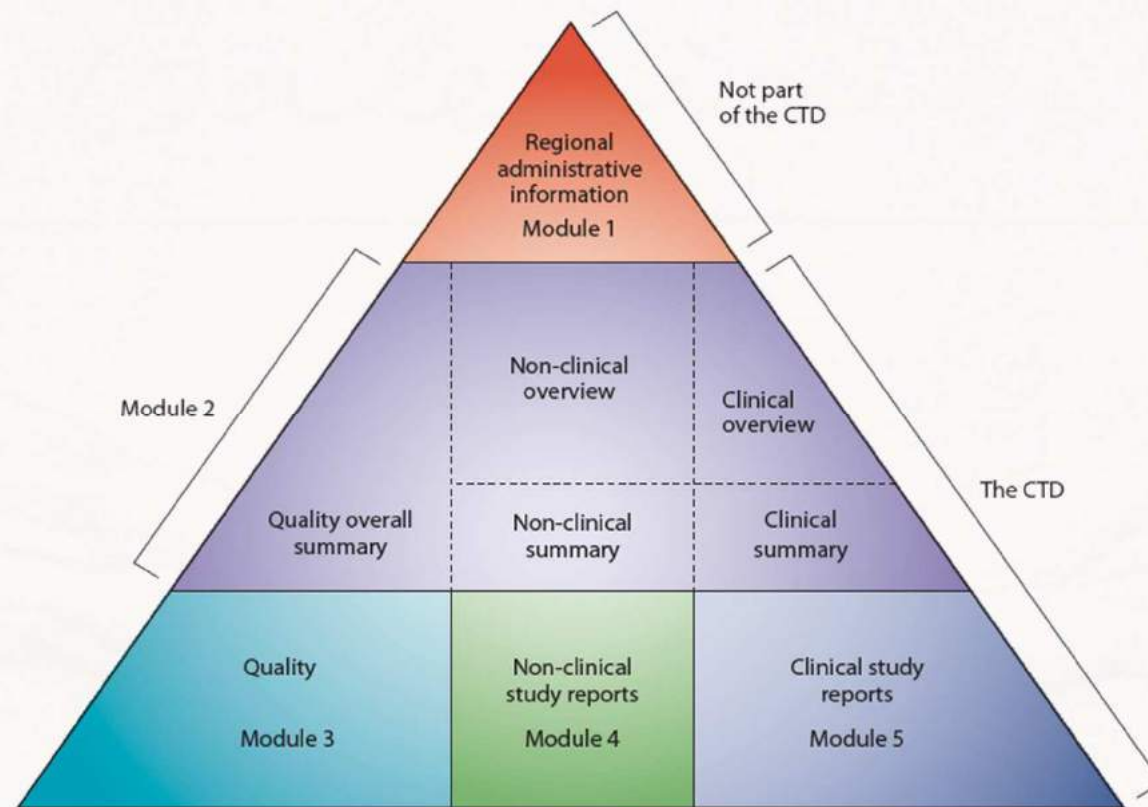 Not part
of the CTD
Regional
administrative
information
Module 1
Module 2
Non-clinical
overview
Clinical
overview
The CTD
Quality overall
summary
Non-clinical
summary
Clinical
summary
Quality
Module 3
Non-clinical
study reports
Module 4
Clinical study
reports
Module 5